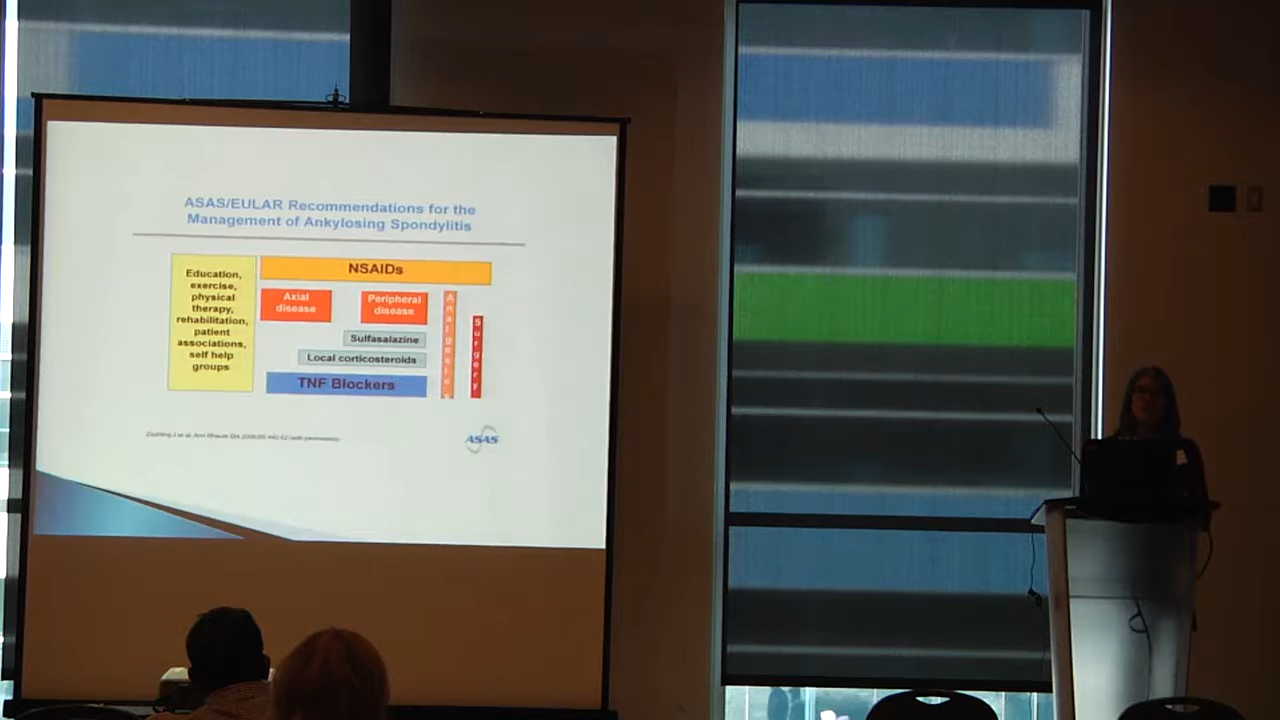 ASAS/EULAR Recommendations for the
Management of Ankylosing Spondylitis
Education,
exercise,
physical
therapy,
rehabilitation,
patient
associations,
self help
groups
NSAIDs
Axial
disease
Peripheral
disease
Sulfasalazine
Local corticosteroids
TNF Blockers
Analgesics
Surgery
ASAS